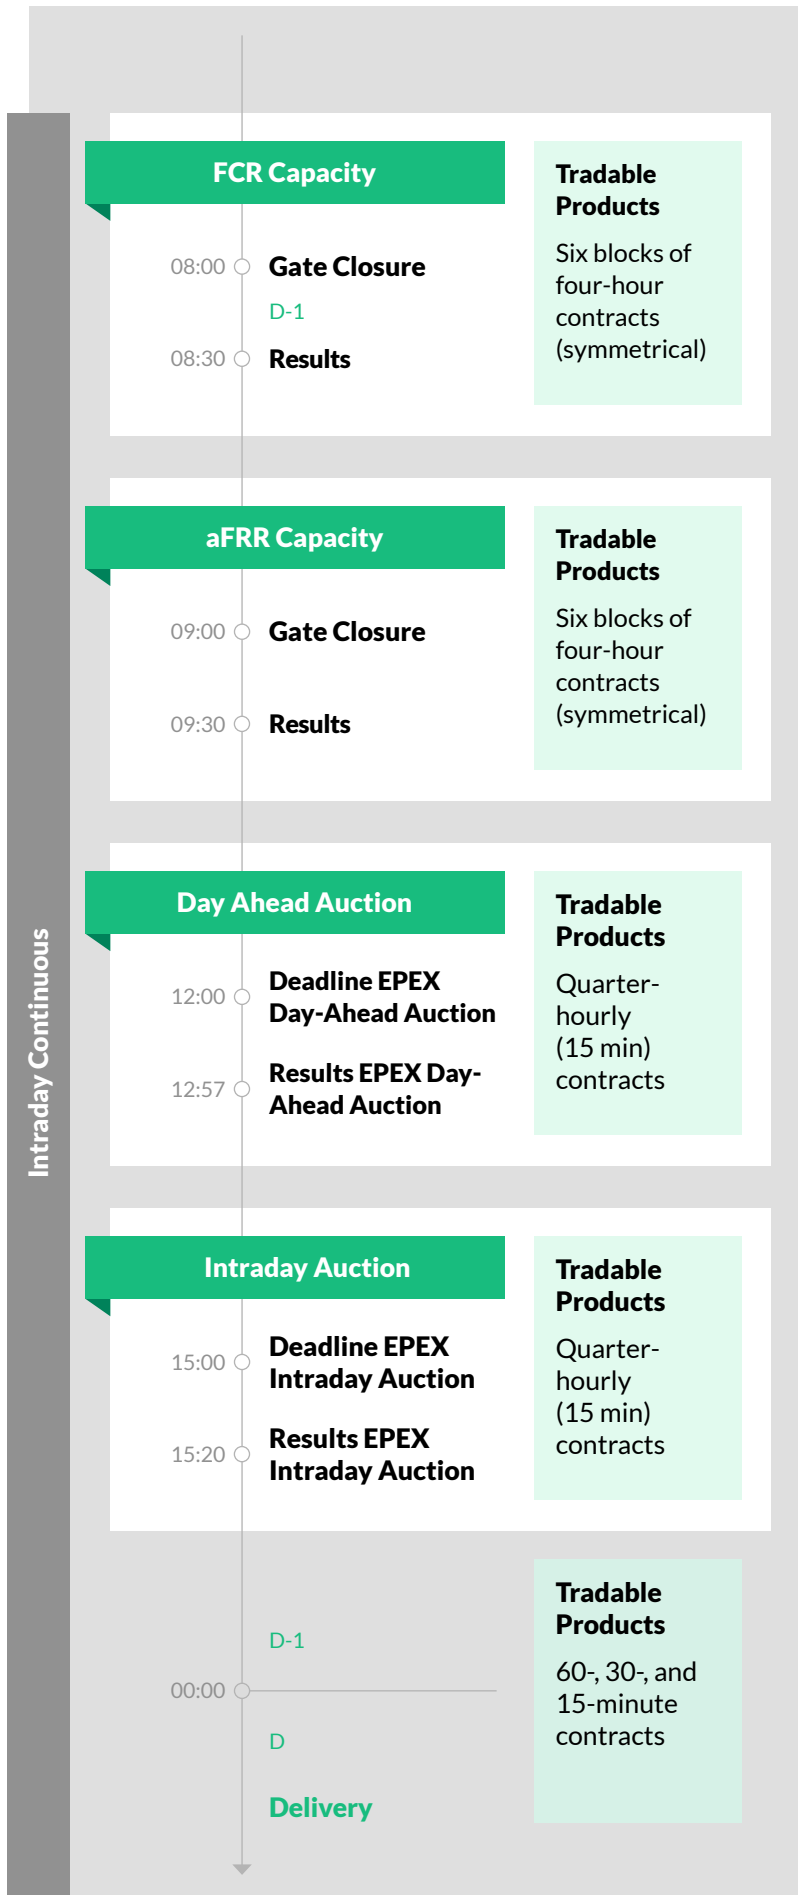 Intraday Continuous
FCR Capacity
08:00
Gate Closure
D-1
08:30
Results
Tradable
Products
Six blocks of
four-hour
contracts
(symmetrical)
aFRR Capacity
09:00
Gate Closure
09:30
Results
Tradable
Products
Six blocks of
four-hour
contracts
(symmetrical)
Day Ahead Auction
12:00
Deadline EPEX
Day-Ahead Auction
12:57
Results EPEX Day-
Ahead Auction
Tradable
Products
Quarter-
hourly
(15 min)
contracts
Intraday Auction
15:00
Deadline EPEX
Intraday Auction
15:20
Results EPEX
Intraday Auction
Tradable
Products
Quarter-
hourly
(15 min)
contracts
D-1
00:00
D
Delivery
Tradable
Products
60-, 30-, and
15-minute
contracts